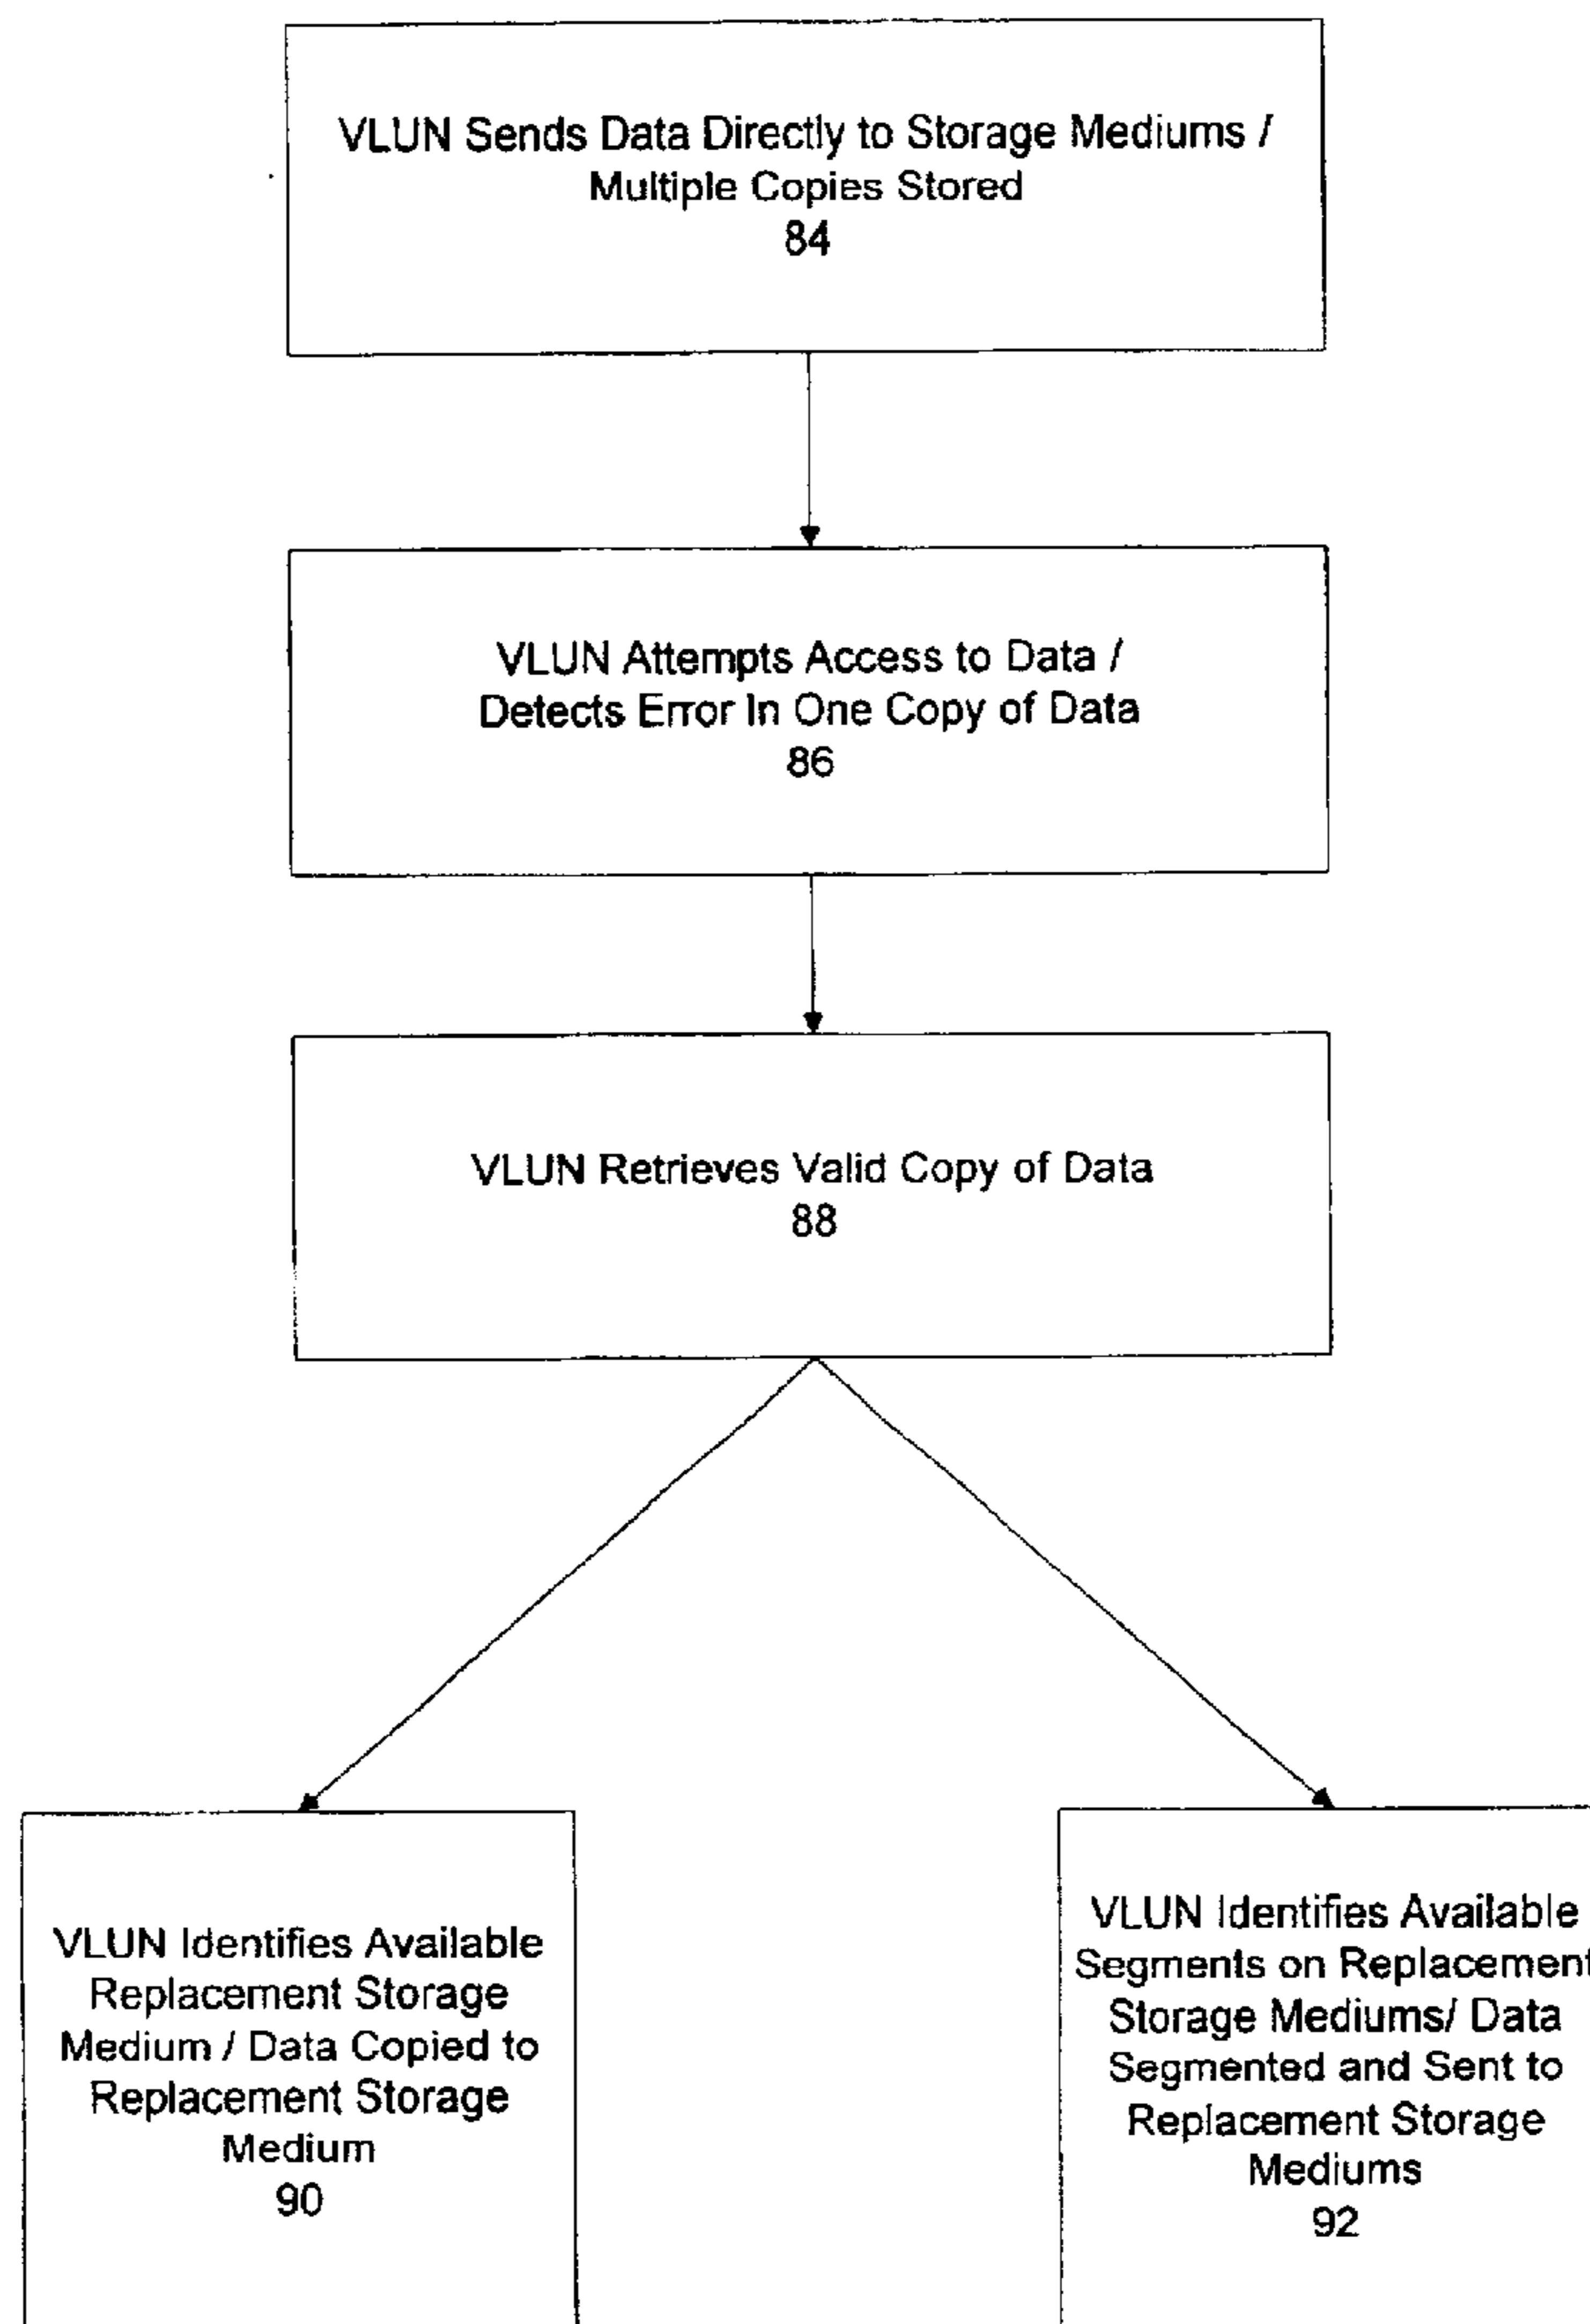 VLUN Sends Data Directly to Storage Mediums /
Multiple Copies Stored
84
VLUN Attempts Access to Data /
Detects Error In One Copy of Data
86
VLUN Retrieves Valid Copy of Data
88
VLUN Identifies Available
Replacement Storage
Medium / Data Copied to
Replacement Storage
Medium
90
VLUN Identifies Available
Segments on Replacement
Storage Mediums/ Data
Segmented and Sent to
Replacement Storage
Mediums
92